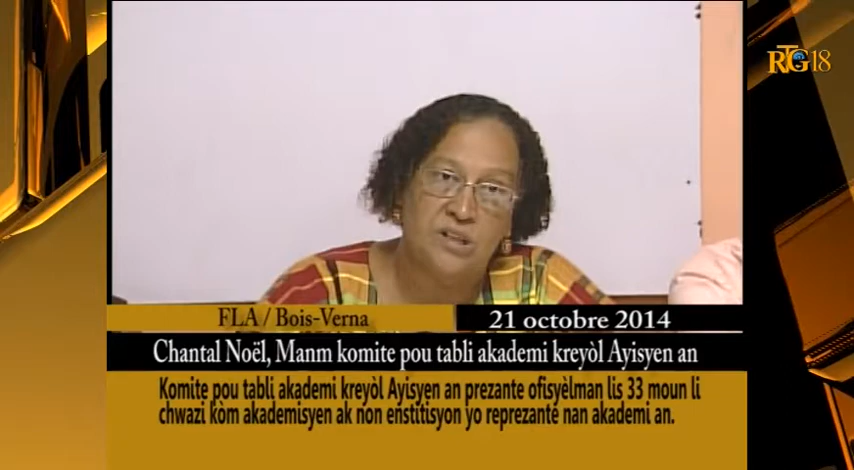 RTG18
FLA / Bois-Verna
21 octobre 2014
Chantal Noël, Manm komite pou tabli akademi kreyòl Ayisyen an
Komite pou tabli akademi kreyòl Ayisyen an prezante ofisyèlman lis 33 moun li
chwazi kòm akademisyen ak non enstitisyon yo reprezante nan akademi an.